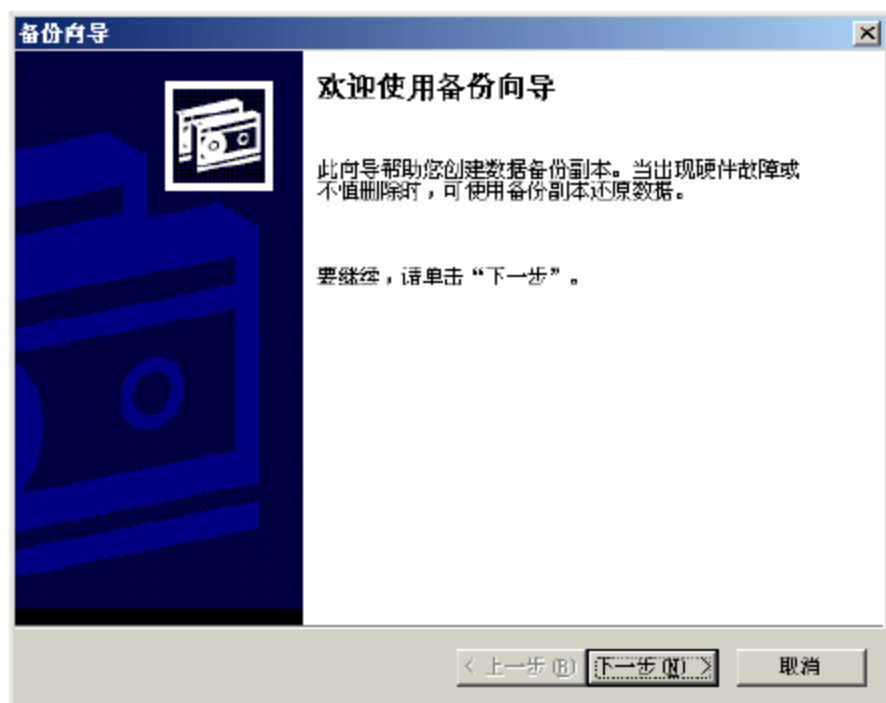 备份向导
欢迎使用备份向导
此向导帮助您创建数据备份副本。当出现硬件故障或
不慎删除时，可使用备份副本还原数据。
要继续，请单击“下一步”。
< 上一步(B)
下一步(N) >
取消